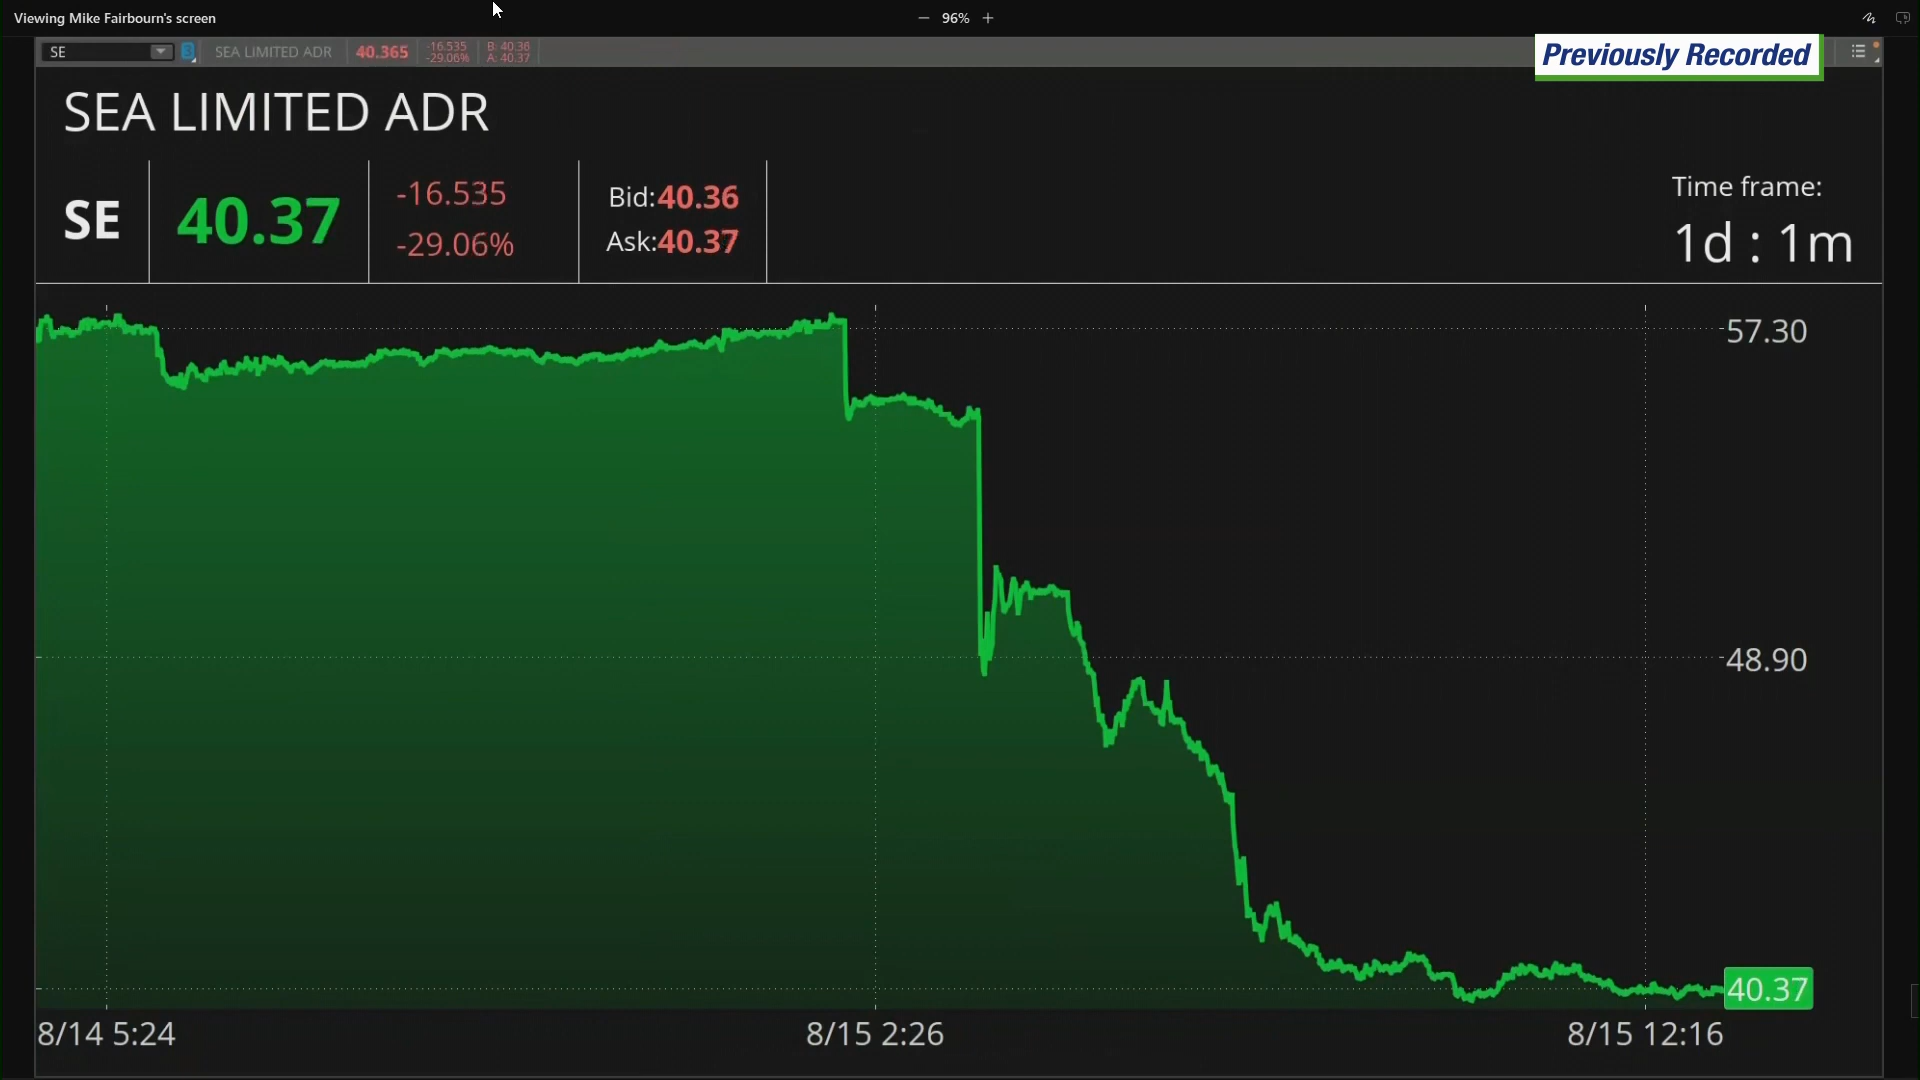 Viewing Mike Fairbourn's screen
96%
SE
3
SEA LIMITED ADR
40.365
-16.535
-29.06%
B: 40.36
A: 40.37
Previously Recorded
SEA LIMITED ADR
SE
40.37
-16.535
-29.06%
Bid:40.36
Ask:40.37
Time frame:
1d : 1m
57.30
48.90
40.37
8/14 5:24
8/15 2:26
8/15 12:16